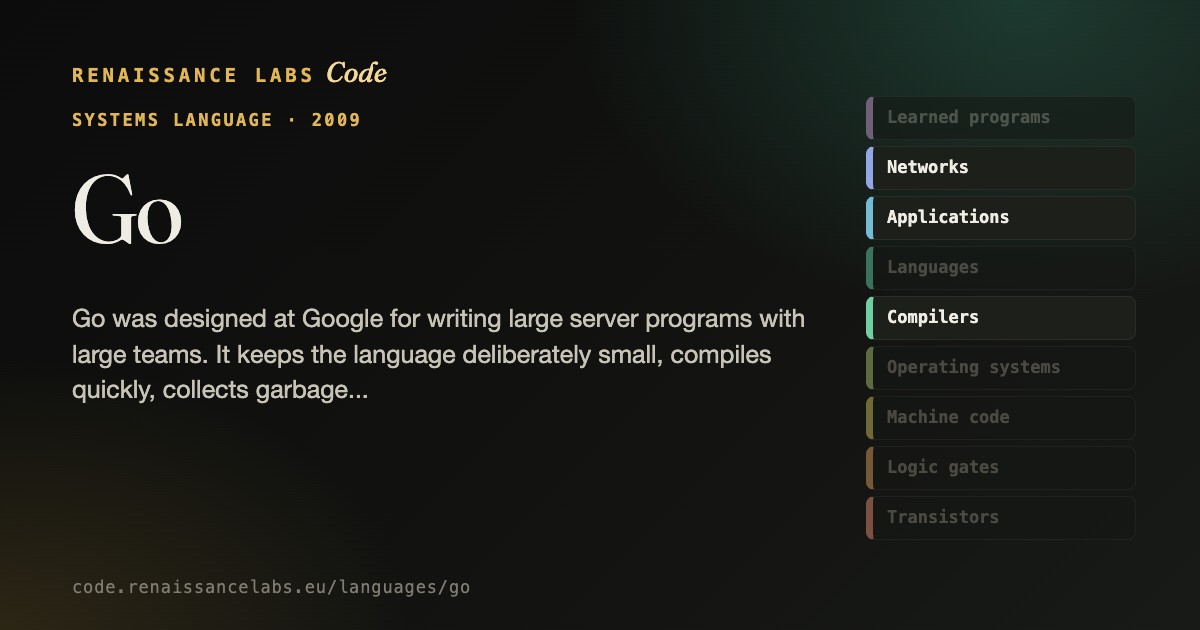 RENAISSANCE LABS Code
SYSTEMS LANGUAGE · 2009
Go
Go was designed at Google for writing large server programs with
large teams. It keeps the language deliberately small, compiles
quickly, collects garbage...
code.renaissancelabs.eu/languages/go
Learned programs
Networks
Applications
Languages
Compilers
Operating systems
Machine code
Logic gates
Transistors